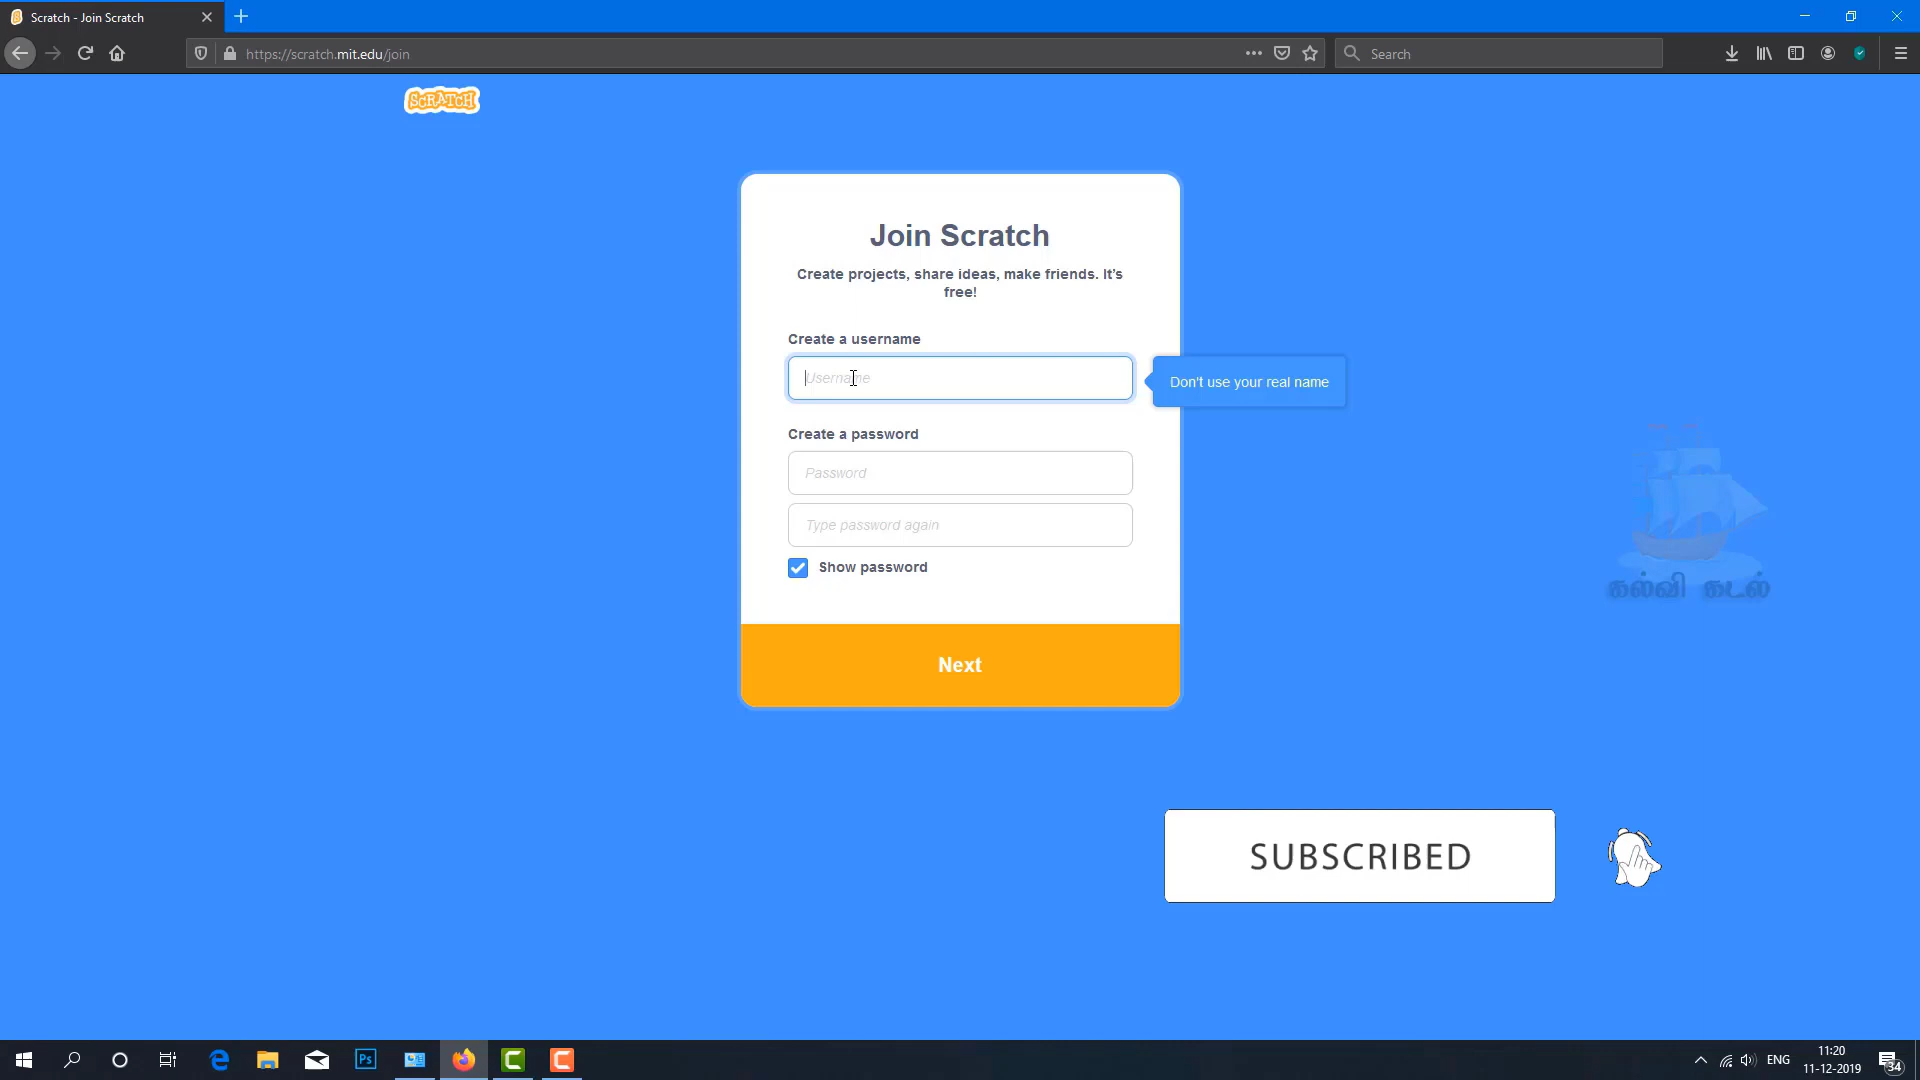 Scratch - Join Scratch
https://scratch.mit.edu/join
Search
SCRATCH
Join Scratch
Create projects, share ideas, make friends. It's
free!
Create a username
Username
Don't use your real name
Create a password
Password
Type password again
Show password
Next
கல்வி கடல்
SUBSCRIBED
Ps
ENG
11:20
11-12-2019
34